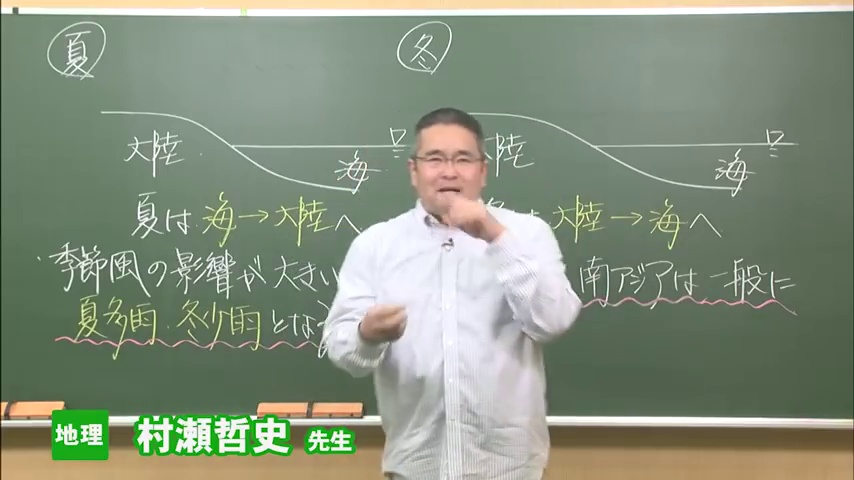 夏
冬
大陸
海
大陸
海
夏は 海→大陸へ
は 大陸→海へ
・季節風の影響が大きい
南アジアは一般に
夏多雨・冬少雨とな
地理 村瀬哲史 先生